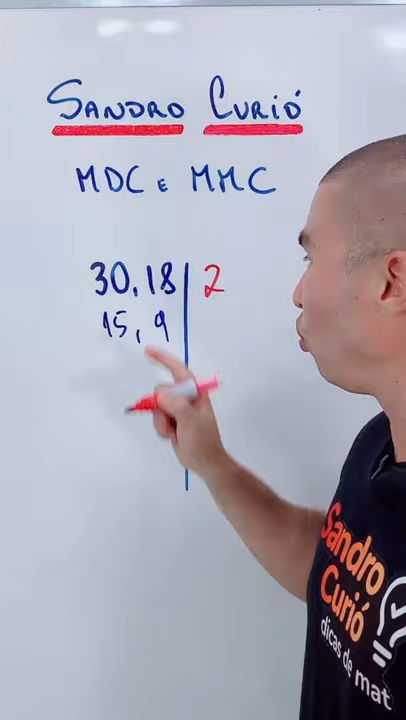 SANDRO CURIÓ
MDC E MMC
30, 18 2
15, 9
Sandro
Curió
dicas de mat